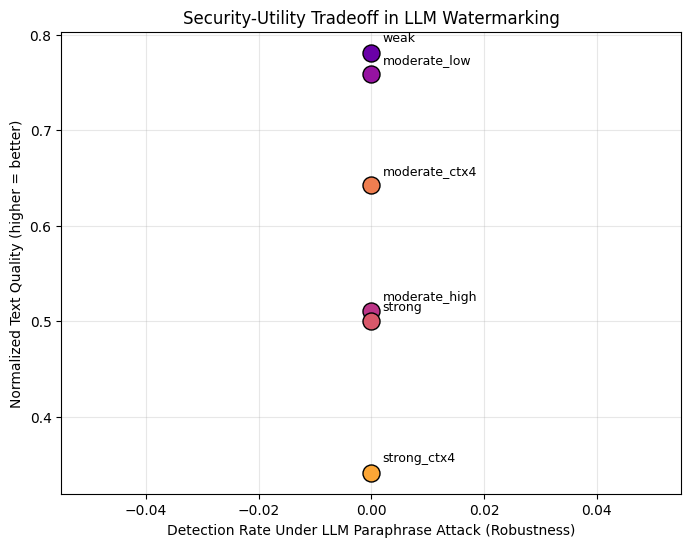 Security-Utility Tradeoff in LLM Watermarking
0.8
weak
moderate_low
0.7
moderate_ctx4
0.6
moderate_high
strong
0.5
0.4
strong_ctx4
Normalized Text Quality (higher = better)
−0.04 −0.02 0.00 0.02 0.04
Detection Rate Under LLM Paraphrase Attack (Robustness)